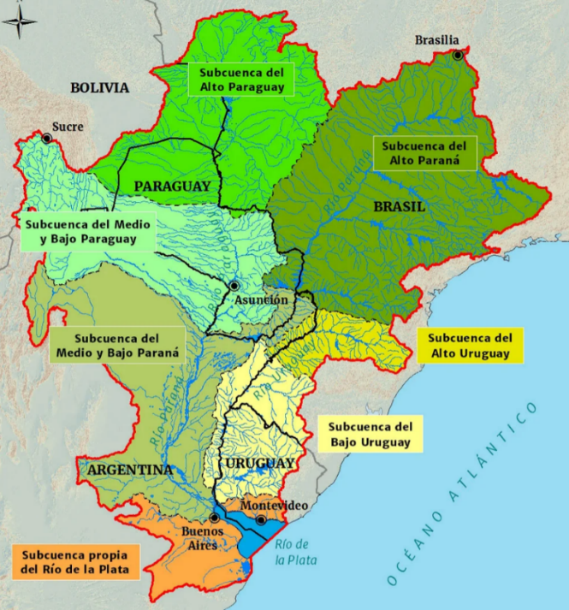 Brasilia
Subcuenca del
Alto Paraguay
BOLIVIA
Sucre
Subcuenca del
Alto Paraná
PARAGUAY
Río Paraná
BRASIL
Subcuenca del Medio
y Bajo Paraguay
Asunción
Subcuenca del
Medio y Bajo Paraná
Subcuenca del
Alto Uruguay
Río Uruguay
Río Paraná
Subcuenca del
Bajo Uruguay
ARGENTINA
URUGUAY
OCÉANO ATLÁNTICO
Montevideo
Buenos
Aires
Río de
la Plata
Subcuenca propia
del Río de la Plata